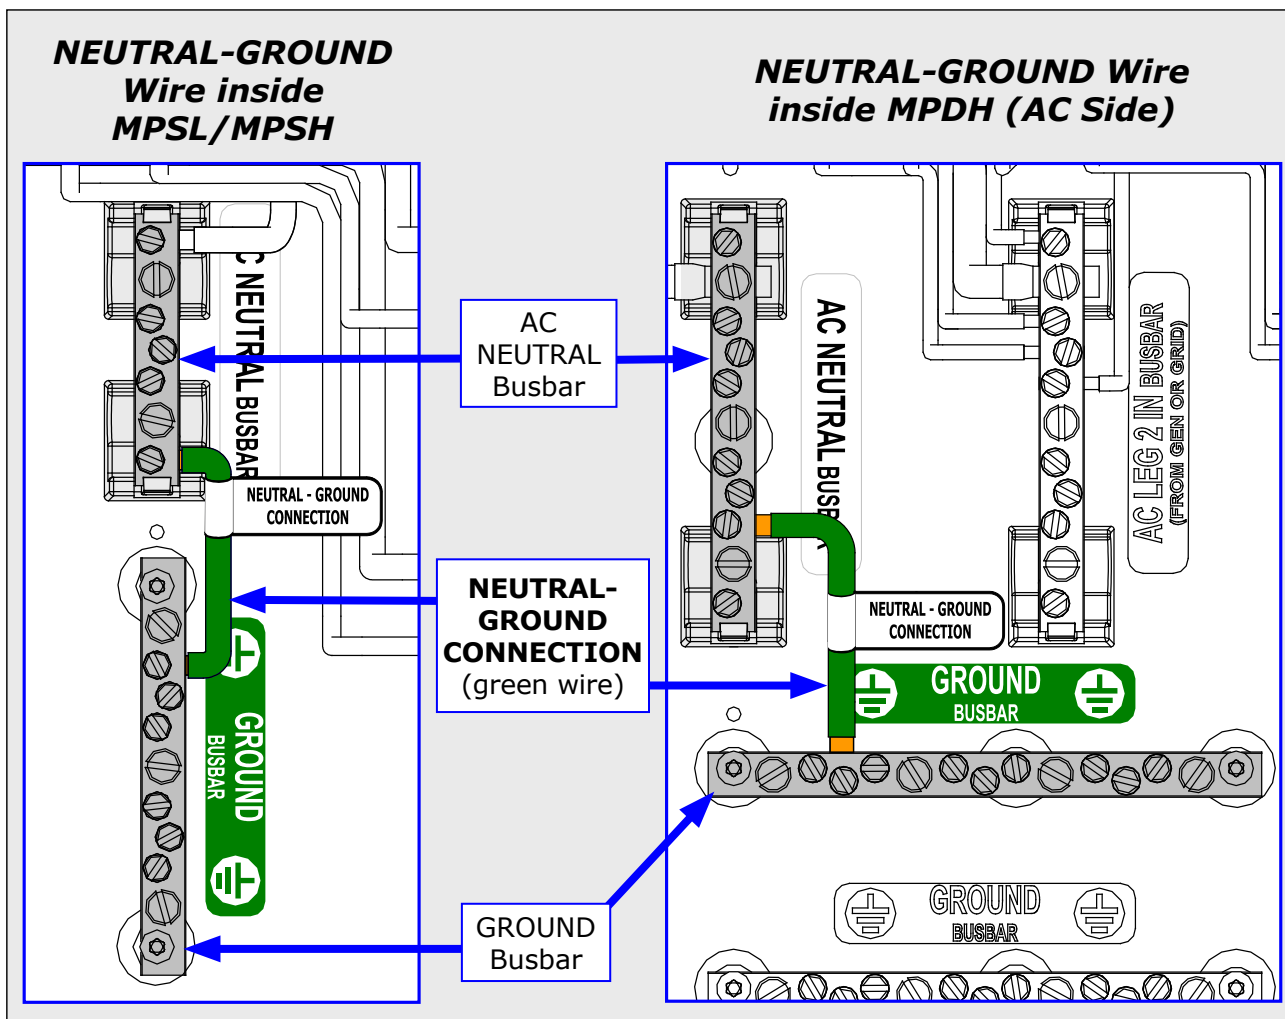 NEUTRAL-GROUND
Wire inside
MPSL/MPSH
NEUTRAL-GROUND Wire
inside MPDH (AC Side)
C NEUTRAL BUSBAR
NEUTRAL - GROUND
CONNECTION
GROUND
BUSBAR
AC
NEUTRAL
Busbar
NEUTRAL-
GROUND
CONNECTION
(green wire)
GROUND
Busbar
AC NEUTRAL BUSBAR
AC LEG 2 IN BUSBAR
(FROM GEN OR GRID)
NEUTRAL - GROUND
CONNECTION
GROUND
BUSBAR
GROUND
BUSBAR